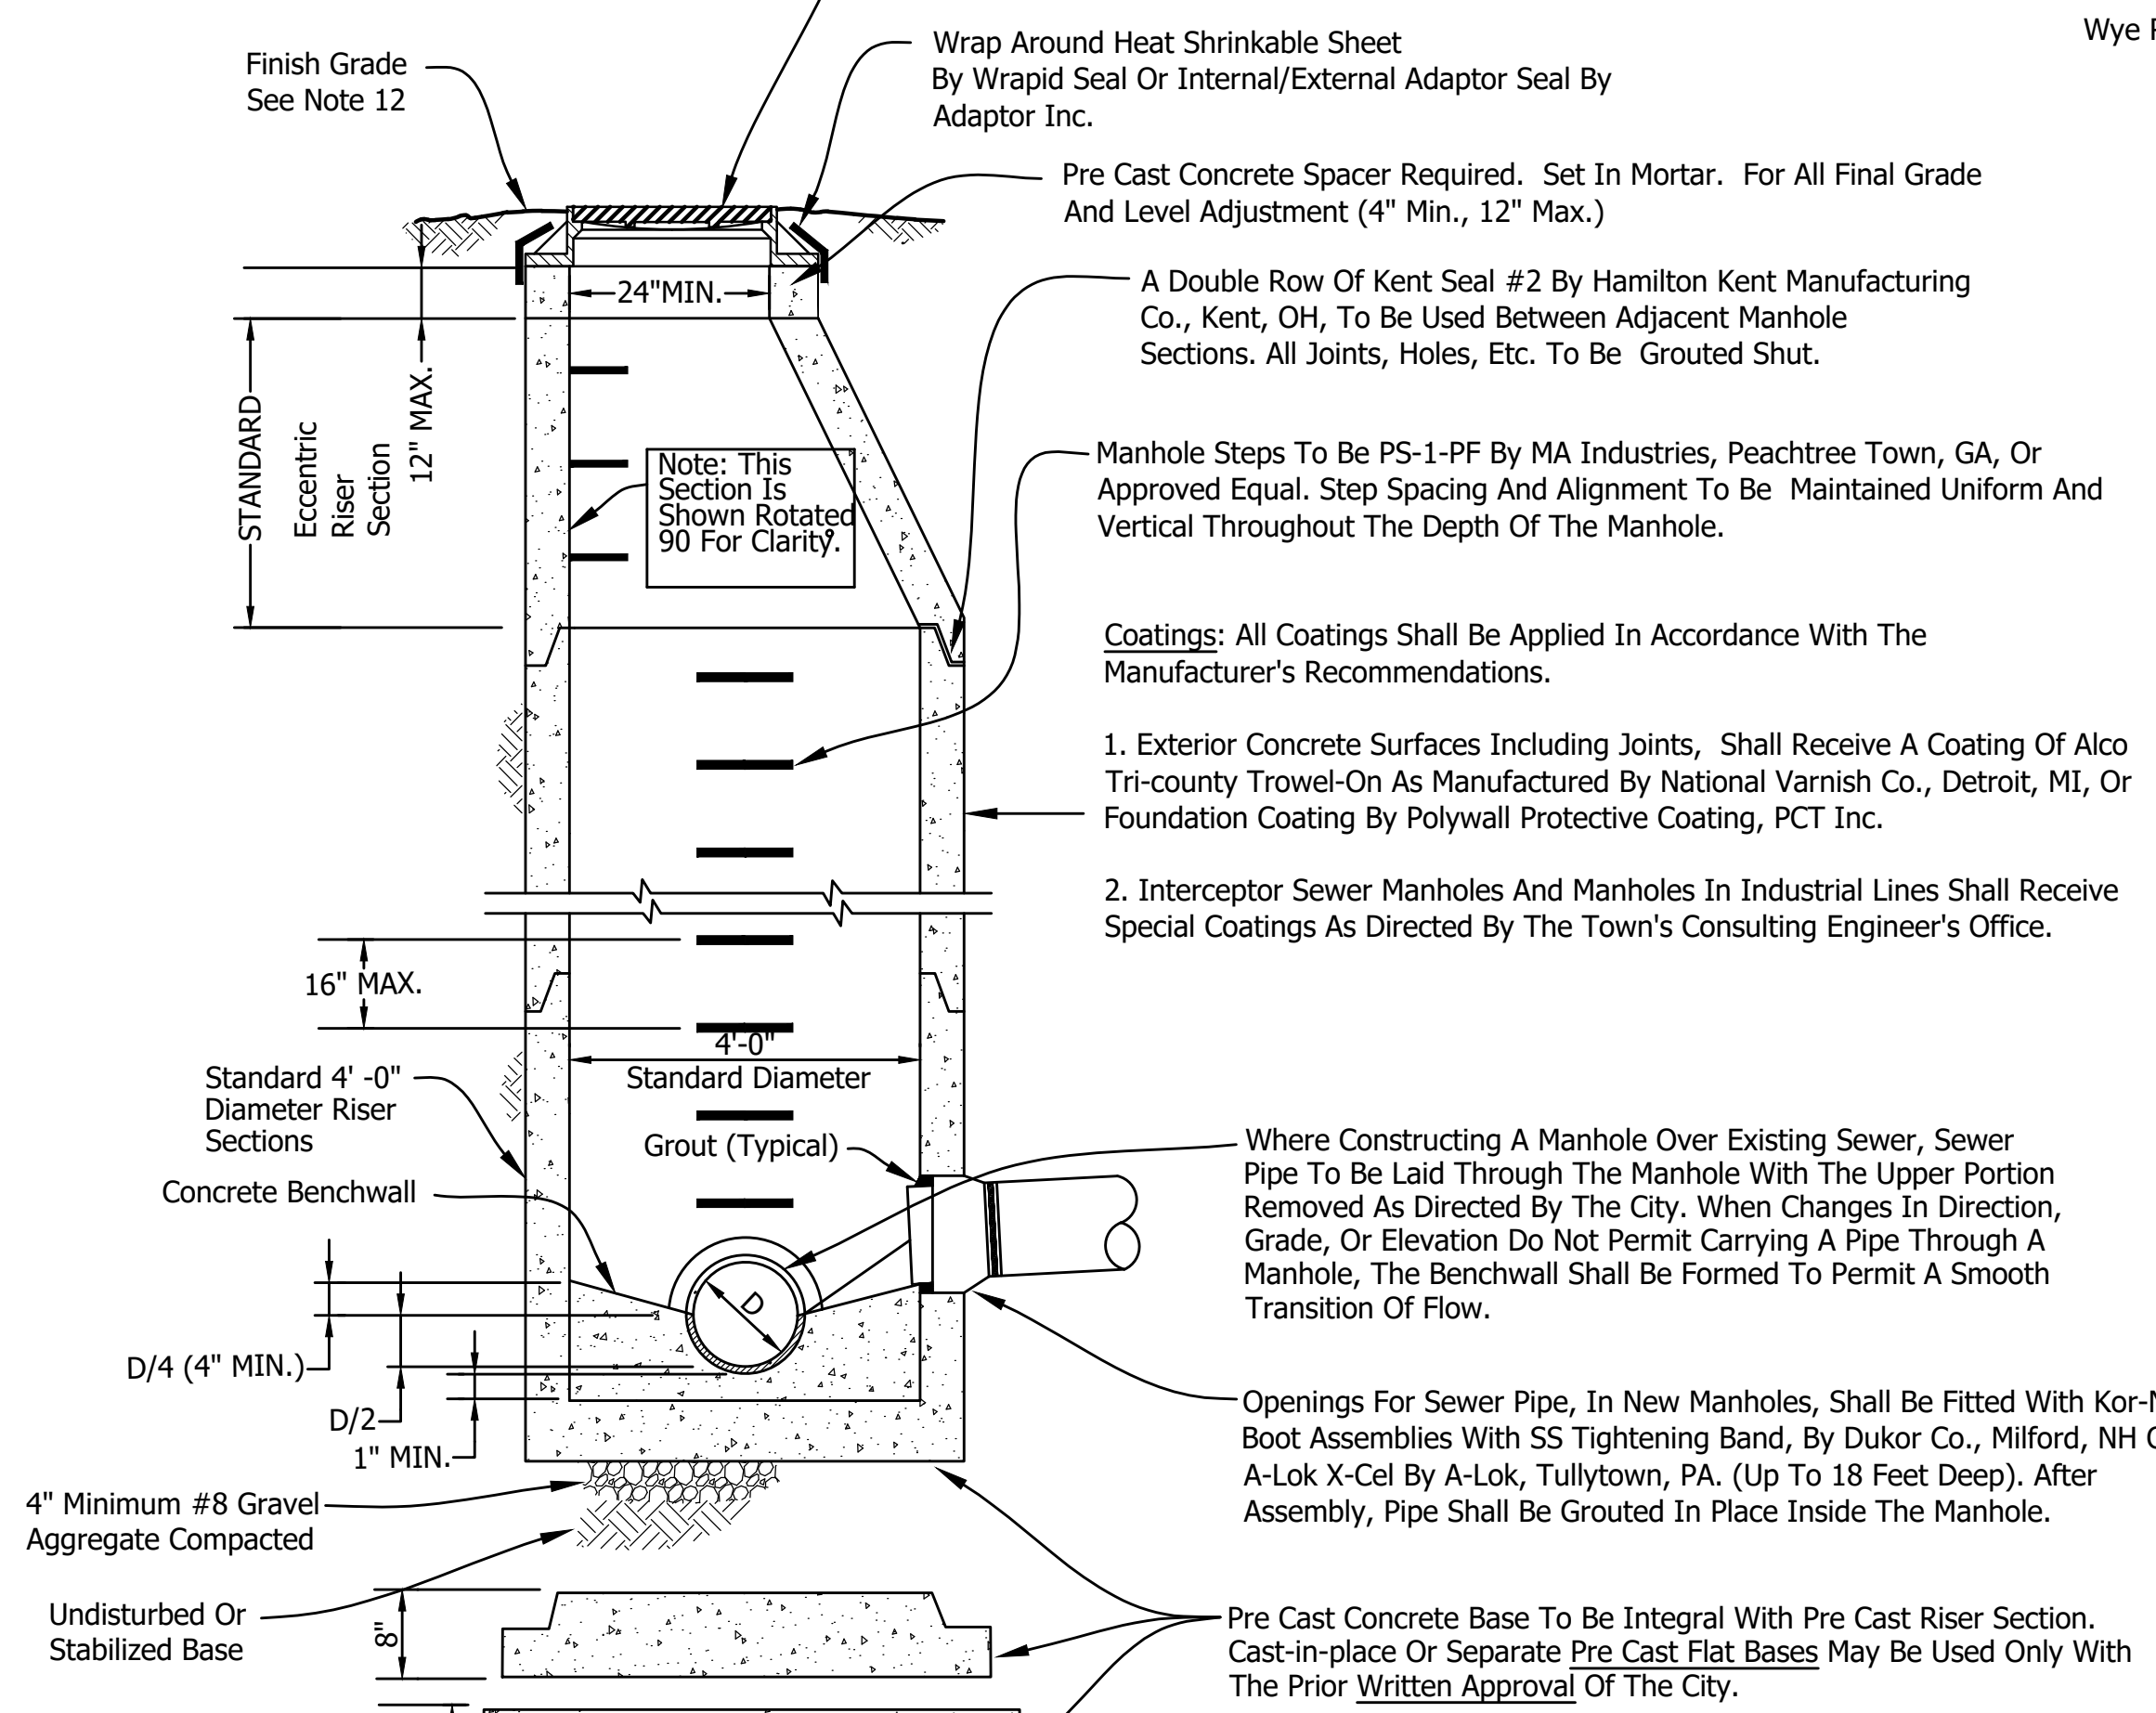 Wye
Finish Grade
See Note 12
Wrap Around Heat Shrinkable Sheet
By Wrapid Seal Or Internal/External Adaptor Seal By
Adaptor Inc.
Pre Cast Concrete Spacer Required. Set In Mortar. For All Final Grade
And Level Adjustment (4" Min., 12" Max.)
24"MIN.
A Double Row Of Kent Seal #2 By Hamilton Kent Manufacturing
Co., Kent, OH, To Be Used Between Adjacent Manhole
Sections. All Joints, Holes, Etc. To Be Grouted Shut.
STANDARD
Eccentric
Riser
Section
12" MAX.
Note: This
Section Is
Shown Rotated
90 For Clarity.°
Manhole Steps To Be PS-1-PF By MA Industries, Peachtree Town, GA, Or
Approved Equal. Step Spacing And Alignment To Be Maintained Uniform And
Vertical Throughout The Depth Of The Manhole.
Coatings: All Coatings Shall Be Applied In Accordance With The
Manufacturer's Recommendations.
1. Exterior Concrete Surfaces Including Joints, Shall Receive A Coating Of Alco
Tri-county Trowel-On As Manufactured By National Varnish Co., Detroit, MI, Or
Foundation Coating By Polywall Protective Coating, PCT Inc.
2. Interceptor Sewer Manholes And Manholes In Industrial Lines Shall Receive
Special Coatings As Directed By The Town's Consulting Engineer's Office.
16" MAX.
4'-0"
Standard Diameter
Standard 4' -0"
Diameter Riser
Sections
Grout (Typical)
Concrete Benchwall
Where Constructing A Manhole Over Existing Sewer, Sewer
Pipe To Be Laid Through The Manhole With The Upper Portion
Removed As Directed By The City. When Changes In Direction,
Grade, Or Elevation Do Not Permit Carrying A Pipe Through A
Manhole, The Benchwall Shall Be Formed To Permit A Smooth
Transition Of Flow.
D
D/4 (4" MIN.)
D/2
1" MIN.
Openings For Sewer Pipe, In New Manholes, Shall Be Fitted With
Boot Assemblies With SS Tightening Band, By Dukor Co., Milford, NH
A-Lok X-Cel By A-Lok, Tullytown, PA. (Up To 18 Feet Deep). After
Assembly, Pipe Shall Be Grouted In Place Inside The Manhole.
4" Minimum #8 Gravel
Aggregate Compacted
Undisturbed Or
Stabilized Base
8"
Pre Cast Concrete Base To Be Integral With Pre Cast Riser Section.
Cast-in-place Or Separate Pre Cast Flat Bases May Be Used Only With
The Prior Written Approval Of The City.